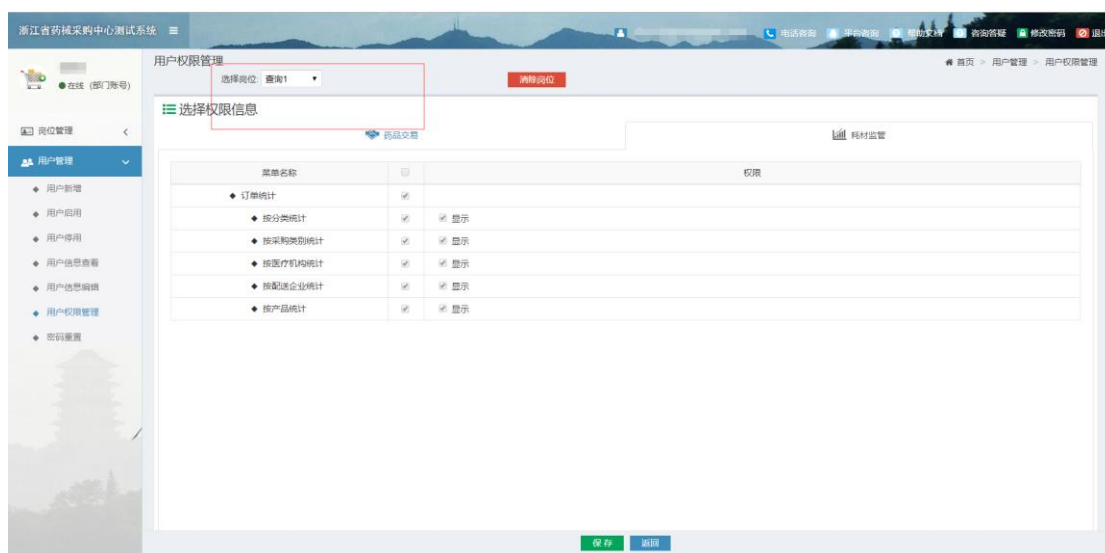 浙江省药械采购中心测试系统
电话咨询 平台咨询 帮助文档 咨询答疑 修改密码 退出
在线 (部门账号)
用户权限管理
首页 > 用户管理 > 用户权限管理
选择岗位: 查询1
清除岗位
选择权限信息
岗位管理
用户管理
用户新增
用户启用
用户停用
用户信息查看
用户信息编辑
用户权限管理
密码重置
药品交易
耗材监管
菜单名称 权限
订单统计
按分类统计 显示
按采购类别统计 显示
按医疗机构统计 显示
按配送企业统计 显示
按产品统计 显示
保存 返回